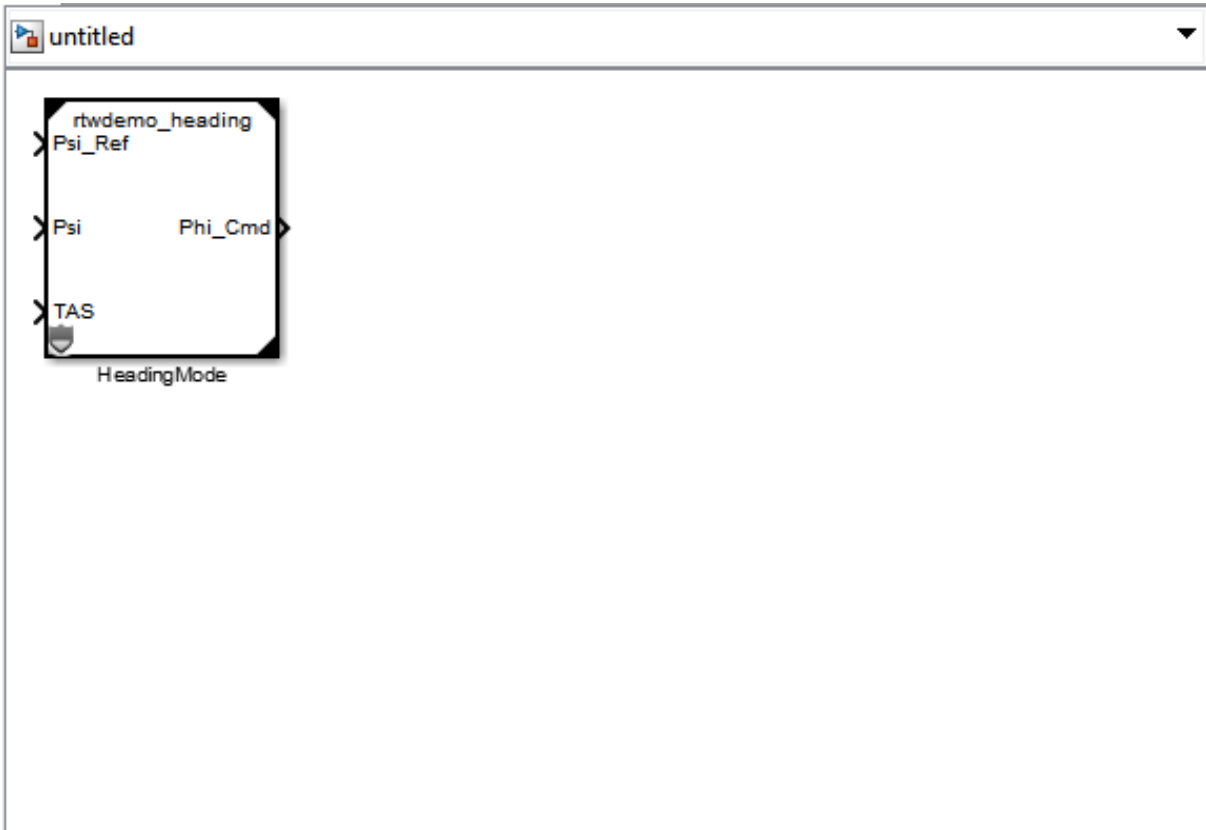 untitled
rtwdemo_heading
Psi_Ref
Psi
Phi_Cmd
TAS
HeadingMode